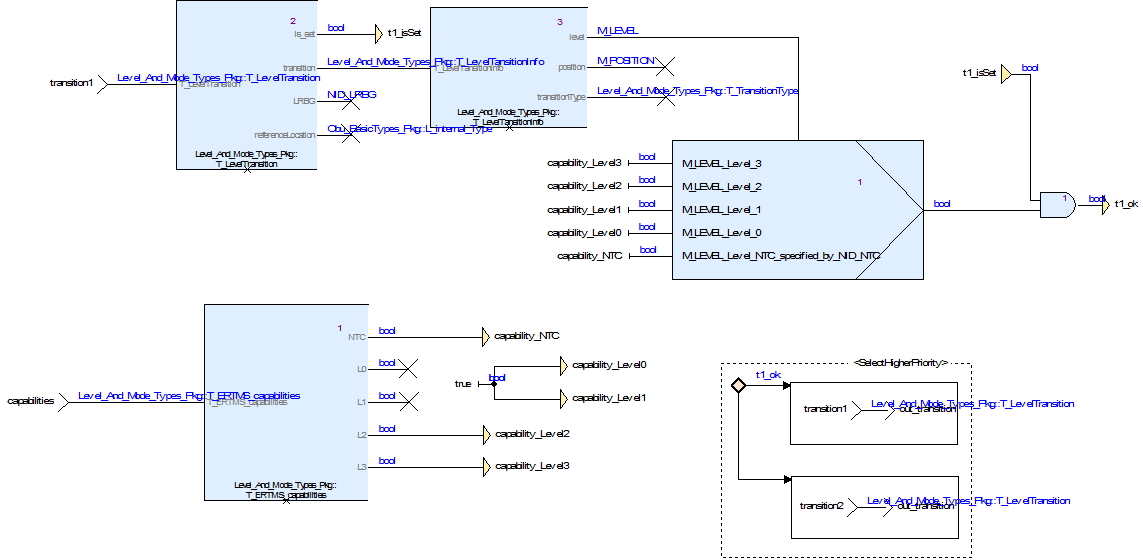 2
bool
is_set
t1_isSet
transition1
Level_And_Mode_Types_Pkg::T_LevelTransition
T_LevelTransition
transition
Level_And_Mode_Types_Pkg::T_LevelTansitionInfo
LRBG
NID_LRBG
referenceLocation
Obu_BasicTypes_Pkg::L_internal_Type
Level_And_Mode_Types_Pkg::
T_LevelTransition
3
level
M_LEVEL
T_LevelTansitionInfo
position
M_POSITION
transitionType
Level_And_Mode_Types_Pkg::T_TransitionType
Level_And_Mode_Types_Pkg::
T_LevelTansitionInfo
t1_isSet
bool
capability_Level3
bool
M_LEVEL_Level_3
capability_Level2
bool
M_LEVEL_Level_2
1
capability_Level1
bool
M_LEVEL_Level_1
capability_Level0
bool
M_LEVEL_Level_0
capability_NTC
bool
M_LEVEL_Level_NTC_specified_by_NID_NTC
bool
1
bool
t1_ok
1
NTC
bool
capability_NTC
L0
bool
capabilities
Level_And_Mode_Types_Pkg::T_ERTMS_capabilities
T_ERTMS_capabilities
L1
bool
L2
bool
capability_Level2
L3
bool
capability_Level3
Level_And_Mode_Types_Pkg::
T_ERTMS_capabilities
true
bool
capability_Level0
capability_Level1
<SelectHigherPriority>
t1_ok
transition1
Level_And_Mode_Types_Pkg::T_LevelTransition
out_transition
transition2
Level_And_Mode_Types_Pkg::T_LevelTransition
out_transition